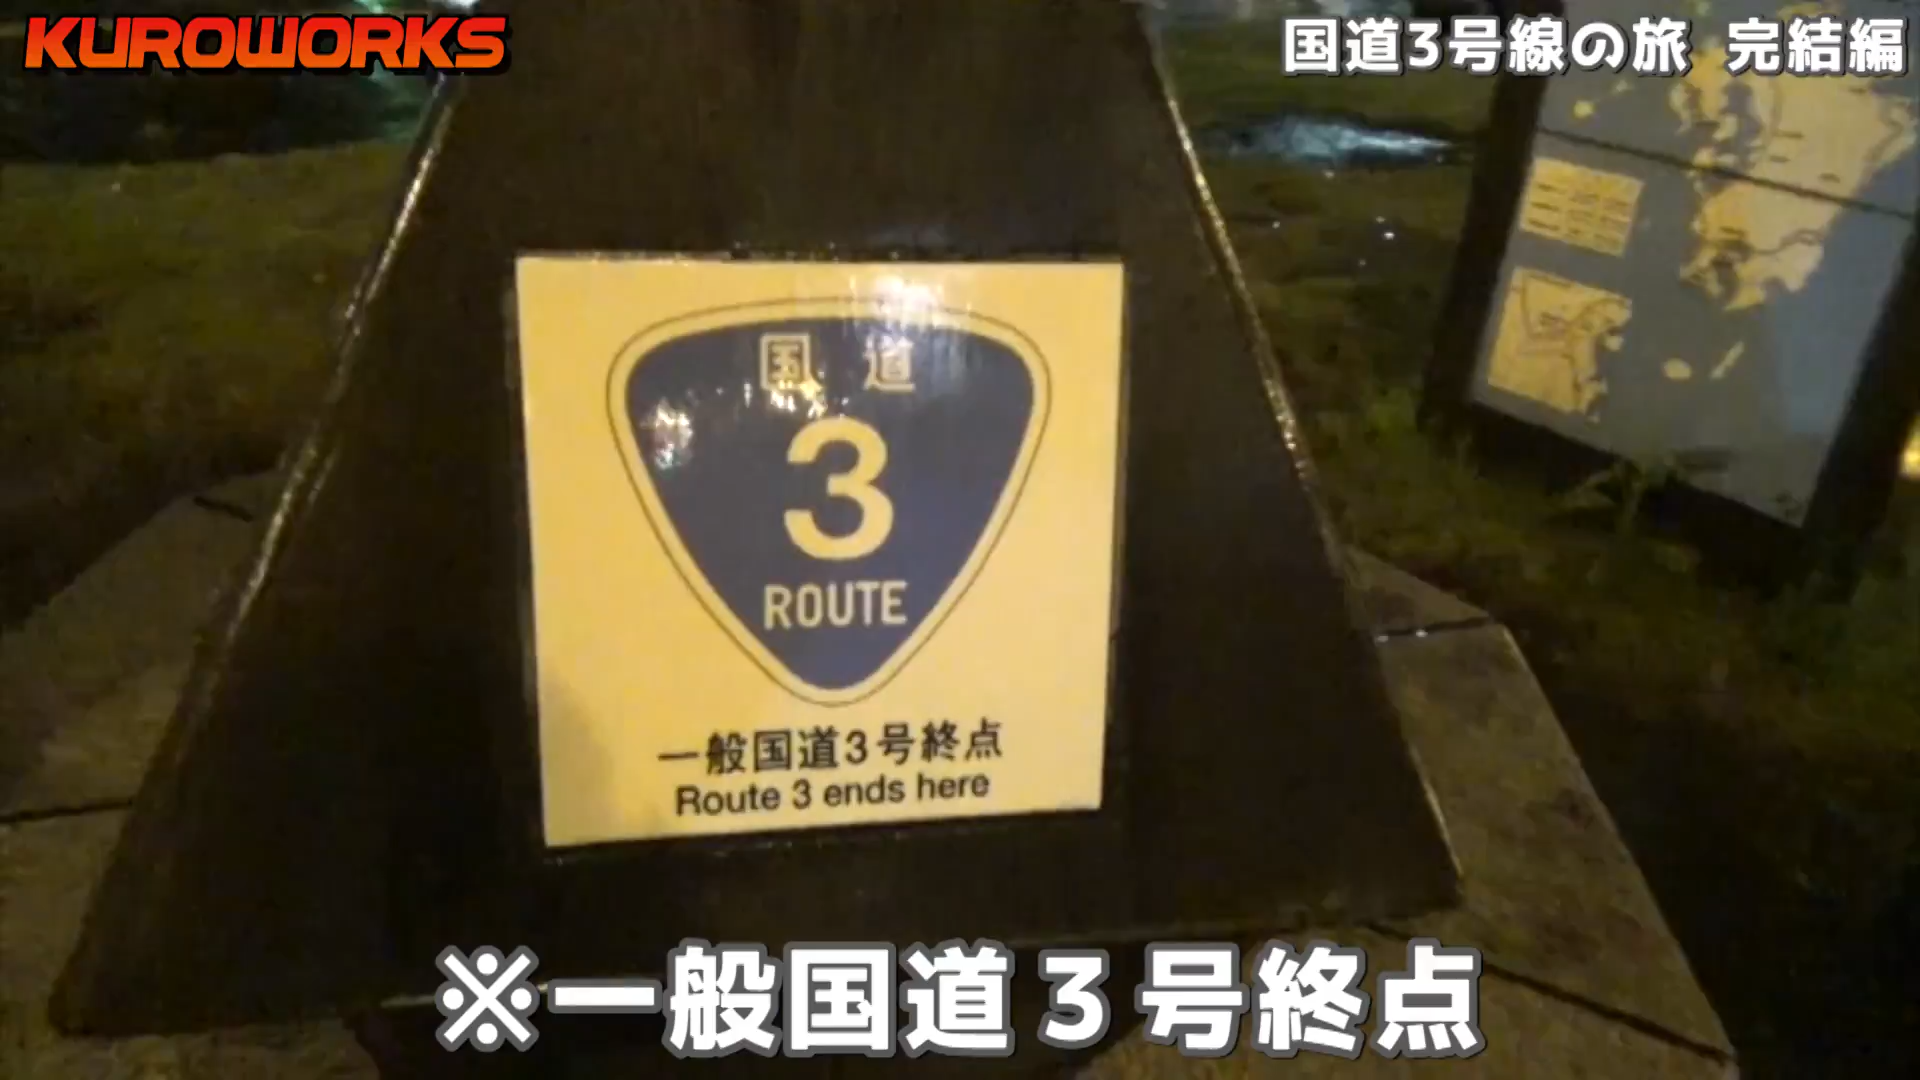 KUROWORKS
国道3号線の旅 完結編
国道
3
ROUTE
一般国道3号終点
Route 3 ends here
※一般国道３号終点